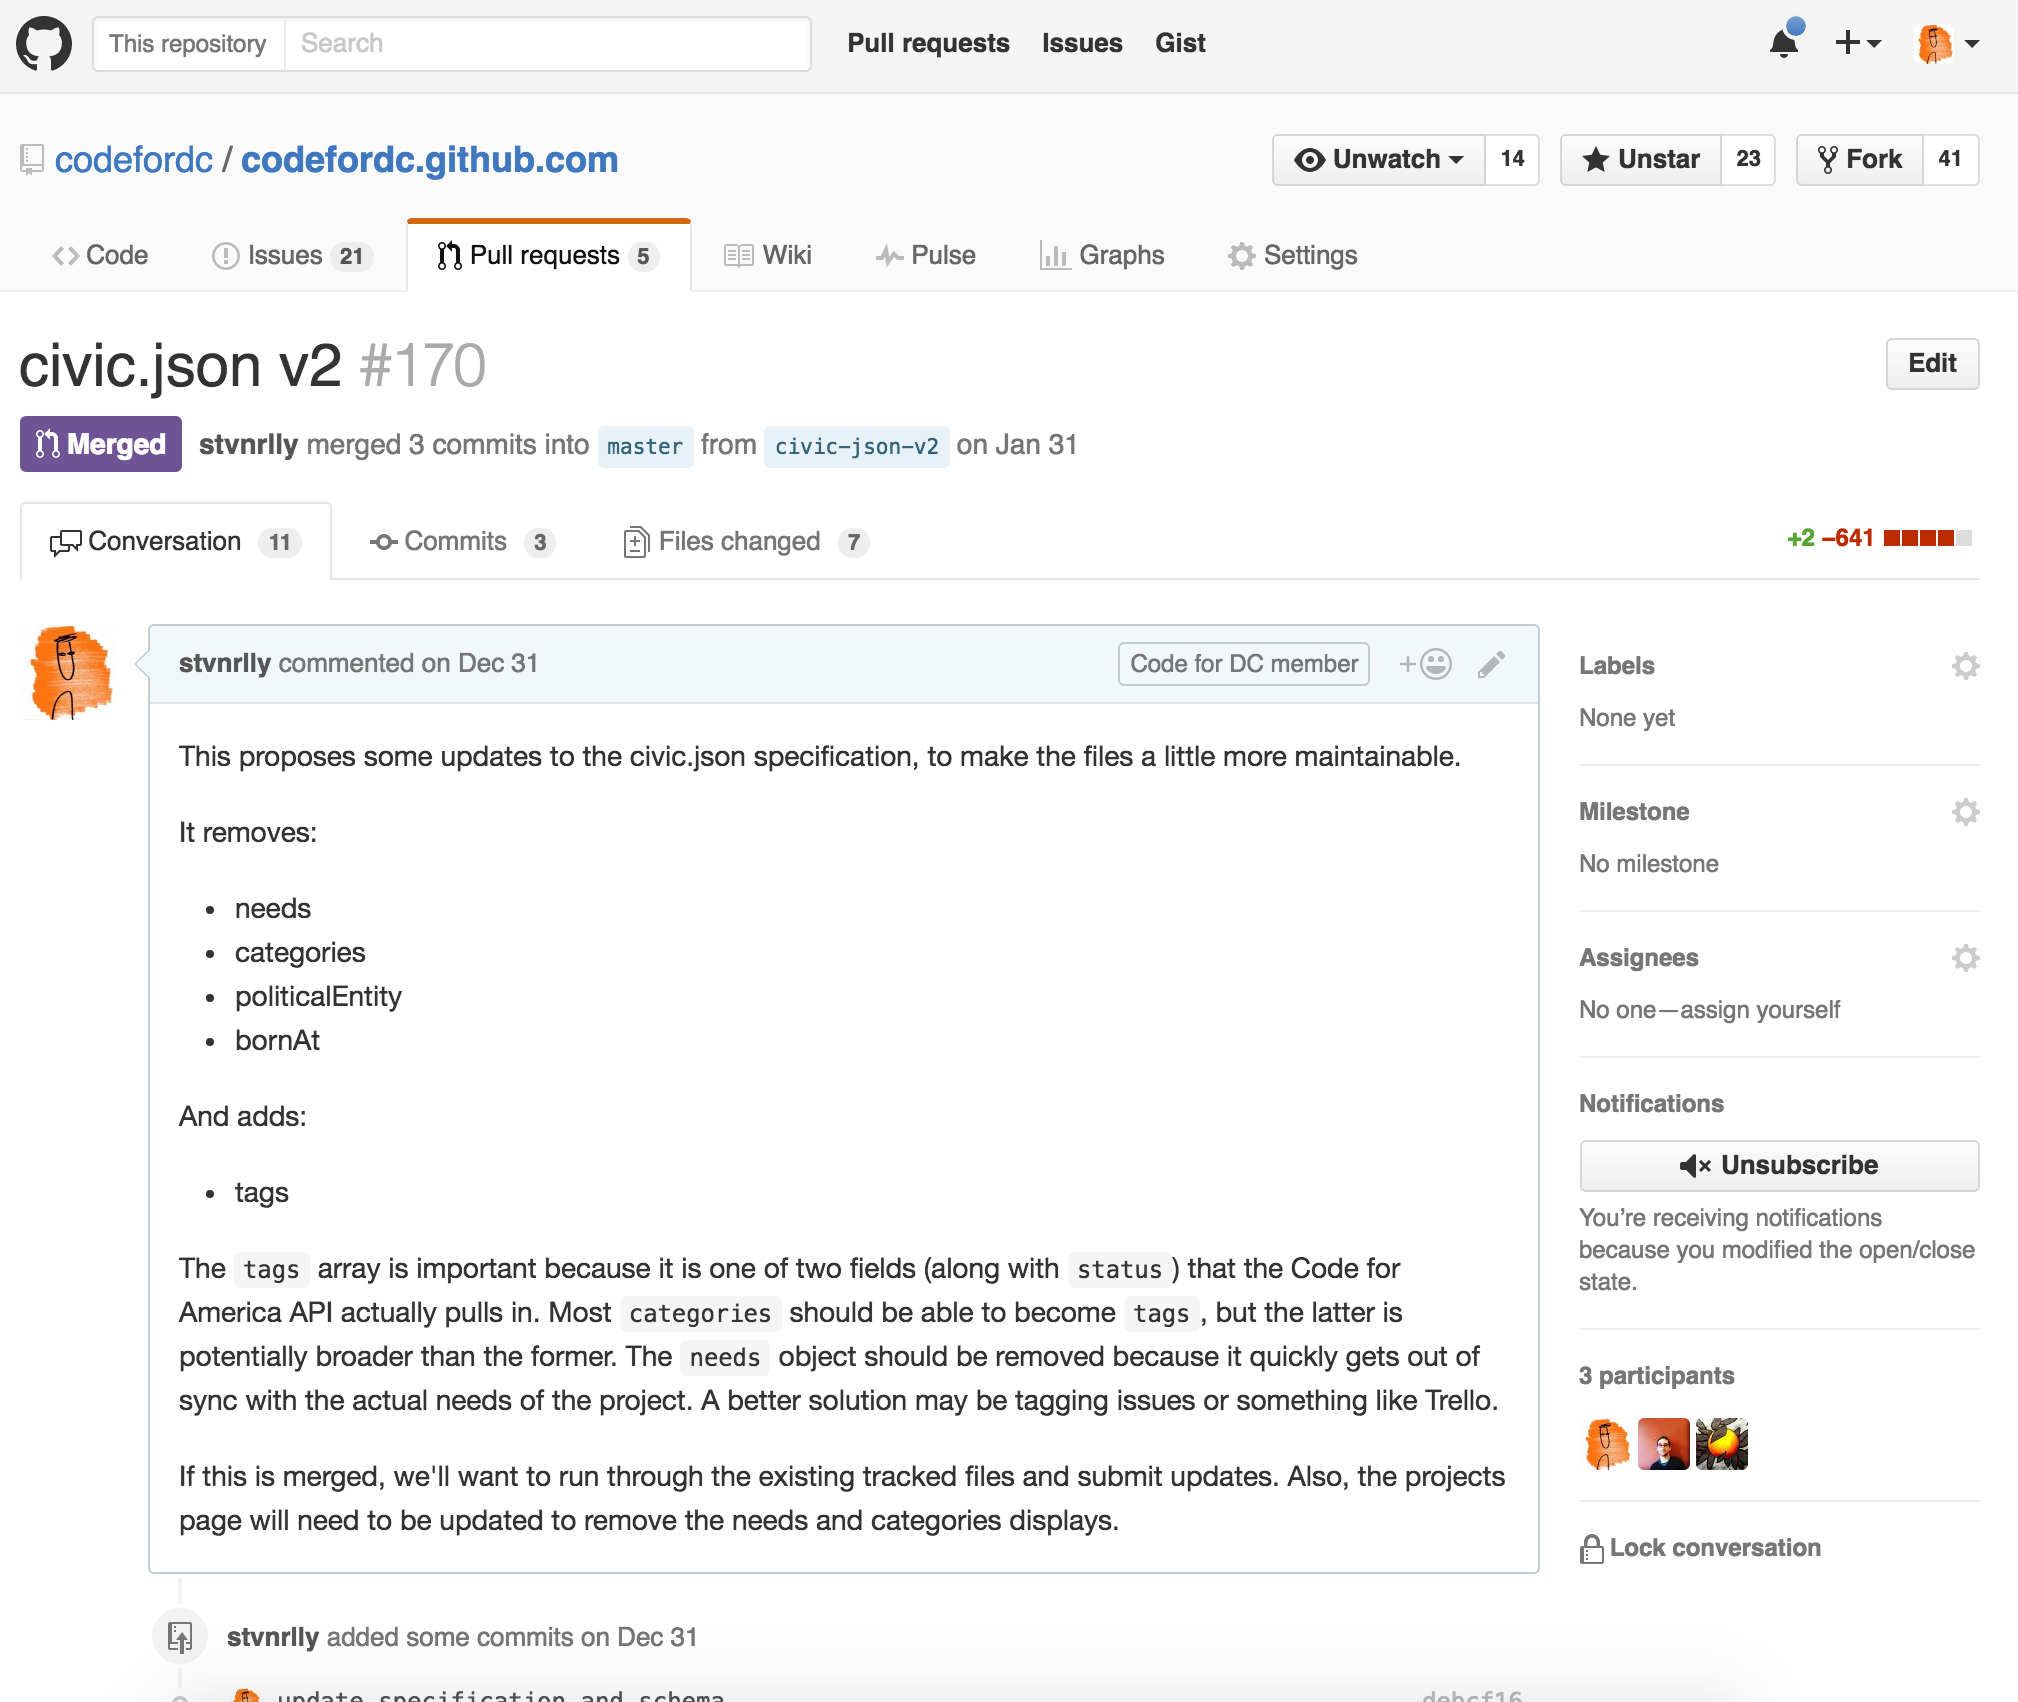 This repository Search Pull requests Issues Gist
codefordc / codefordc.github.com Unwatch 14 Unstar 23 Fork 41
Code Issues 21 Pull requests 5 Wiki Pulse Graphs Settings
civic.json v2 #170 Edit
Merged stvnrlly merged 3 commits into master from civic-json-v2 on Jan 31
Conversation 11 Commits 3 Files changed 7 +2 −641
stvnrlly commented on Dec 31 Code for DC member +
This proposes some updates to the civic.json specification, to make the files a little more maintainable.
It removes:
• needs
• categories
• politicalEntity
• bornAt
And adds:
• tags
The tags array is important because it is one of two fields (along with status ) that the Code for
America API actually pulls in. Most categories should be able to become tags , but the latter is
potentially broader than the former. The needs object should be removed because it quickly gets out of
sync with the actual needs of the project. A better solution may be tagging issues or something like Trello.
If this is merged, we'll want to run through the existing tracked files and submit updates. Also, the projects
page will need to be updated to remove the needs and categories displays.
Labels
None yet
Milestone
No milestone
Assignees
No one—assign yourself
Notifications
Unsubscribe
You’re receiving notifications
because you modified the open/close
state.
3 participants
Lock conversation
stvnrlly added some commits on Dec 31
update specification and schema debcf16